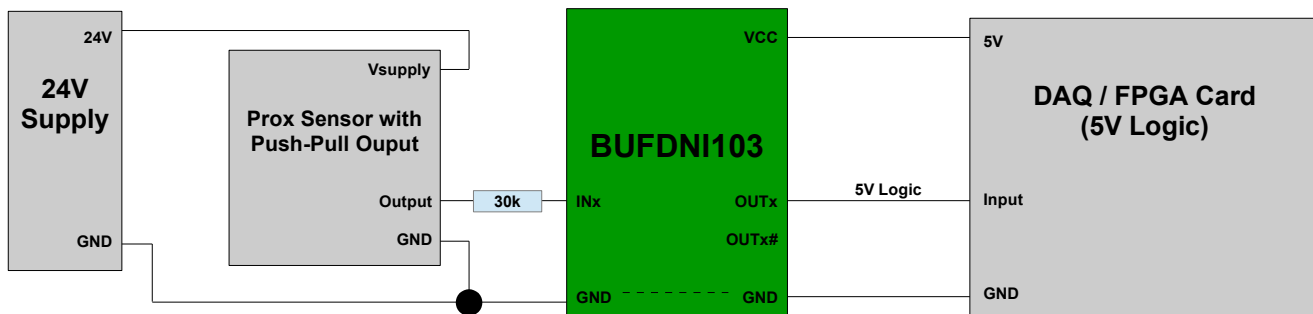 24V
24V
Supply
GND
Vsupply
Prox Sensor with
Push-Pull Ouput
Output
GND
30k
VCC
BUFDNI103
INx
OUTx
OUTx#
GND
GND
5V Logic
5V
DAQ / FPGA Card
(5V Logic)
Input
GND